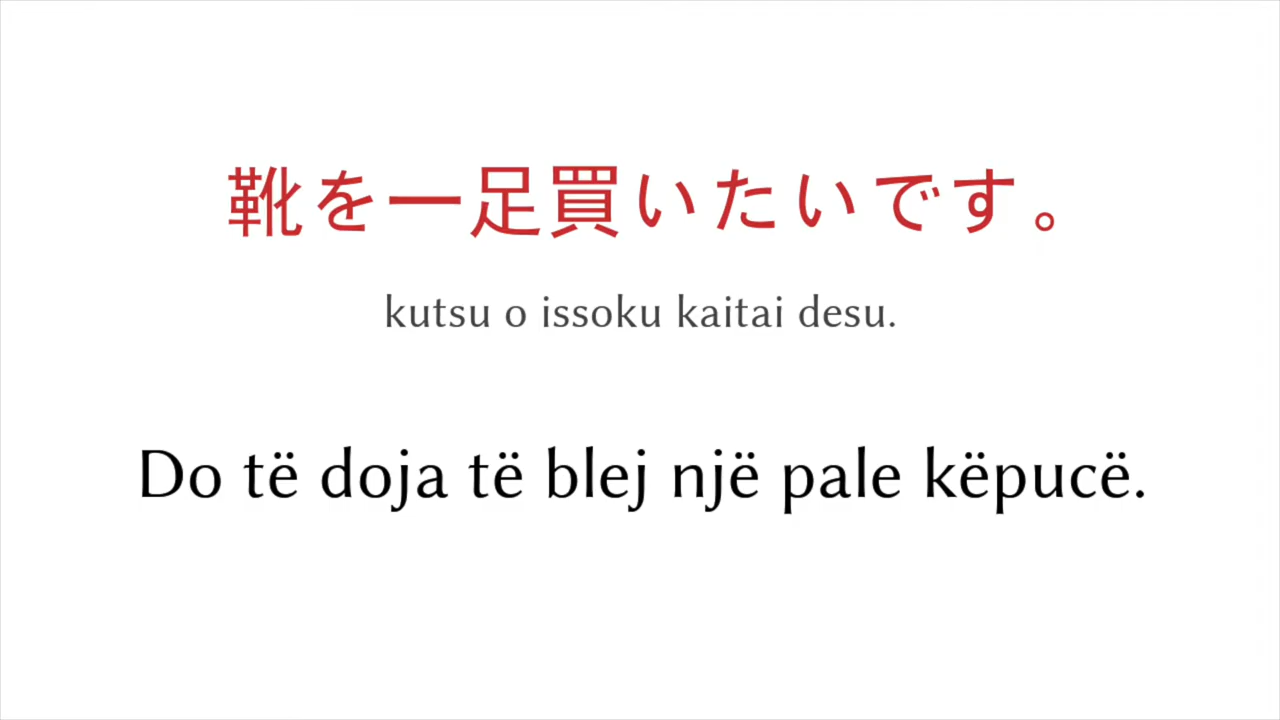 靴を一足買いたいです。
kutsu o issoku kaitai desu.
Do të doja të blej një pale këpucë.